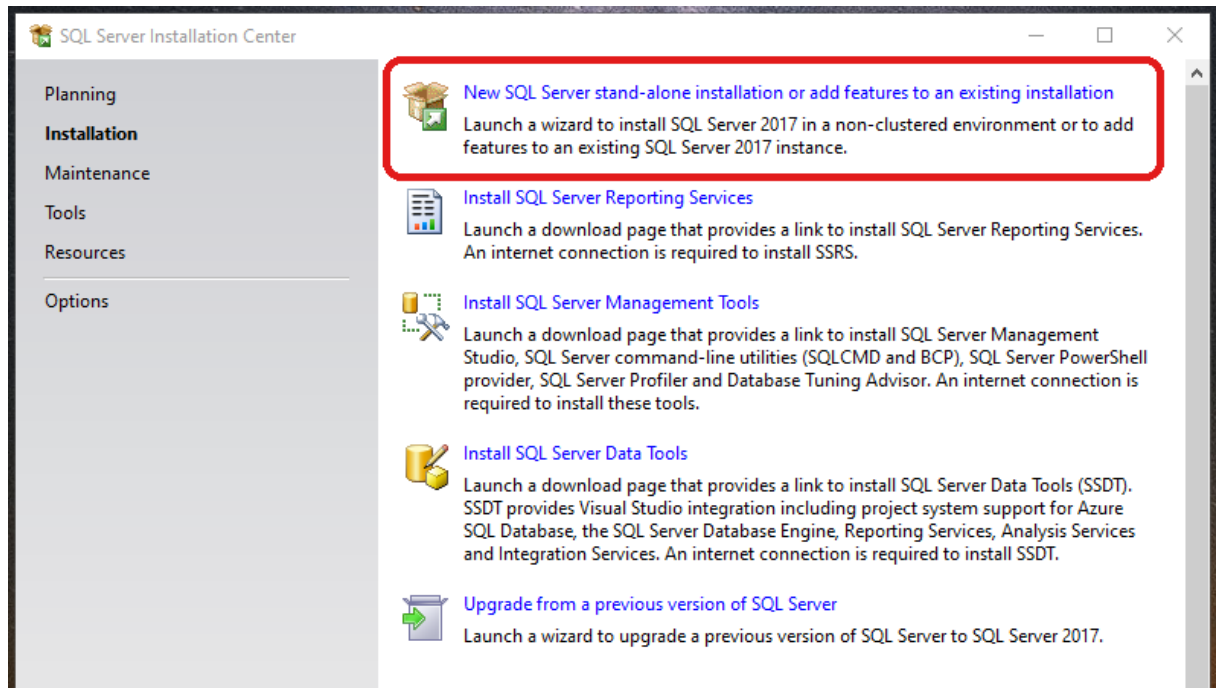 SQL Server Installation Center
Planning
Installation
Maintenance
Tools
Resources
Options
New SQL Server stand-alone installation or add features to an existing installation
Launch a wizard to install SQL Server 2017 in a non-clustered environment or to add
features to an existing SQL Server 2017 instance.
Install SQL Server Reporting Services
Launch a download page that provides a link to install SQL Server Reporting Services.
An internet connection is required to install SSRS.
Install SQL Server Management Tools
Launch a download page that provides a link to install SQL Server Management
Studio, SQL Server command-line utilities (SQLCMD and BCP), SQL Server PowerShell
provider, SQL Server Profiler and Database Tuning Advisor. An internet connection is
required to install these tools.
Install SQL Server Data Tools
Launch a download page that provides a link to install SQL Server Data Tools (SSDT).
SSDT provides Visual Studio integration including project system support for Azure
SQL Database, the SQL Server Database Engine, Reporting Services, Analysis Services
and Integration Services. An internet connection is required to install SSDT.
Upgrade from a previous version of SQL Server
Launch a wizard to upgrade a previous version of SQL Server to SQL Server 2017.